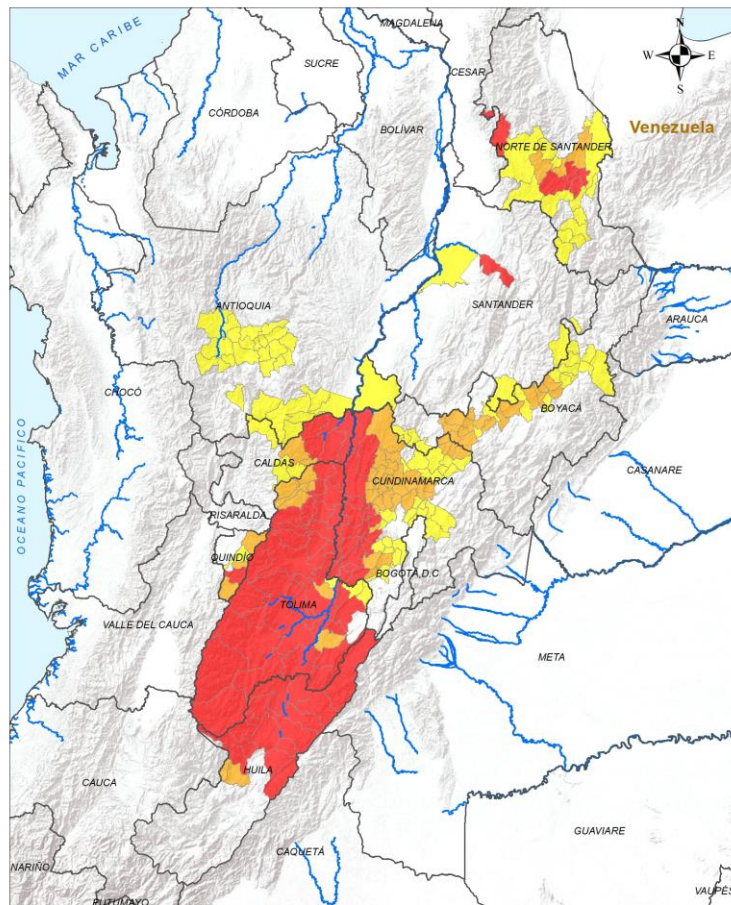 MAGDALENA
N
MAR CARIBE
SUCRE
CESAR
W
E
S
CÓRDOBA
BOLÍVAR
Venezuela
NORTE DE SANTANDER
ANTIOQUIA
SANTANDER
ARAUCA
CHOCÓ
BOYACÁ
OCEANO PACIFICO
CALDAS
CUNDINAMARCA
CASANARE
RISARALDA
QUINDÍO
BOGOTÁ, D.C
TOLIMA
VALLE DEL CAUCA
META
HUILA
CAUCA
GUAVIARE
CAQUETÁ
NARIÑO
PUTUMAYO
VAUPÉS